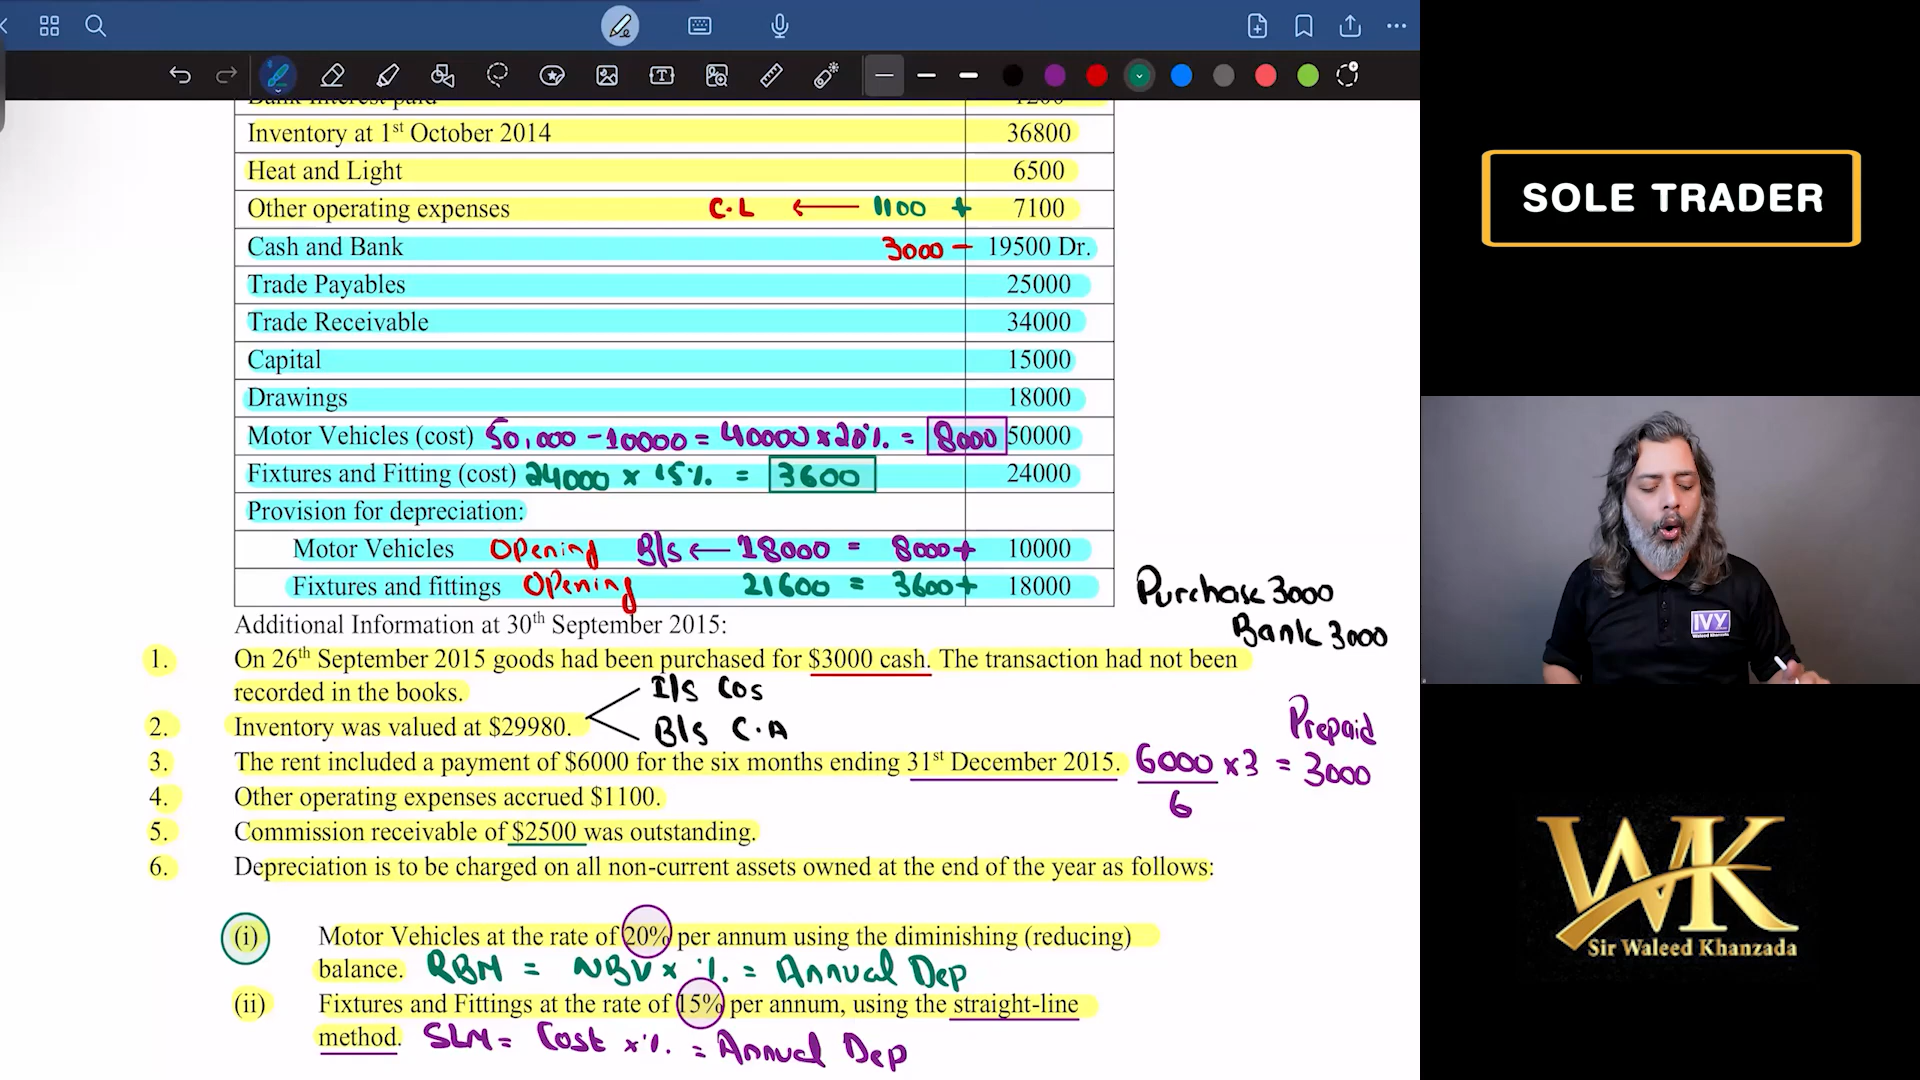 Bank Interest paid 1200
Inventory at 1st October 2014 36800
Heat and Light 6500
Other operating expenses C.L ← 1100 + 7100
Cash and Bank 3000 - 19500 Dr.
Trade Payables 25000
Trade Receivable 34000
Capital 15000
Drawings 18000
Motor Vehicles (cost) 50,000 - 10000 = 40000 x 20% = 8000 50000
Fixtures and Fitting (cost) 24000 x 15% = 3600 24000
Provision for depreciation:
Motor Vehicles Opening B/S ← 18000 = 8000+ 10000
Fixtures and fittings Opening 21600 = 3600+ 18000
Purchase 3000
Bank 3000
Additional Information at 30th September 2015:
1. On 26th September 2015 goods had been purchased for $3000 cash. The transaction had not been
recorded in the books. I/S COS
2. Inventory was valued at $29980. B/S C.A
Prepaid
3. The rent included a payment of $6000 for the six months ending 31st December 2015. 6000 x 3 = 3000
6
4. Other operating expenses accrued $1100.
5. Commission receivable of $2500 was outstanding.
6. Depreciation is to be charged on all non-current assets owned at the end of the year as follows:
(i) Motor Vehicles at the rate of 20% per annum using the diminishing (reducing)
balance. RBM = NBV x % = Annual Dep
(ii) Fixtures and Fittings at the rate of 15% per annum, using the straight-line
method. SLM = Cost x % = Annual Dep
SOLE TRADER
IVY
Waleed Khanzada
WK
Sir Waleed Khanzada